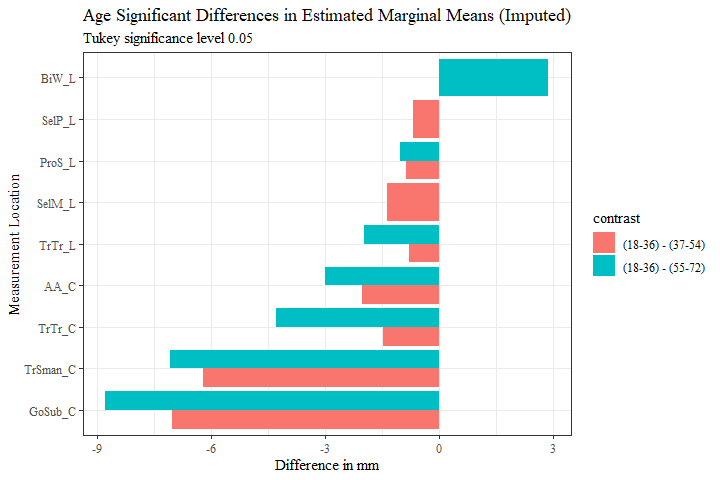 Age Significant Differences in Estimated Marginal Means (Imputed)
Tukey significance level 0.05
Measurement Location
BiW_L
SelP_L
ProS_L
SelM_L
TrTr_L
AA_C
TrTr_C
TrSman_C
GoSub_C
-9 -6 -3 0 3
Difference in mm
contrast
(18-36) - (37-54)
(18-36) - (55-72)